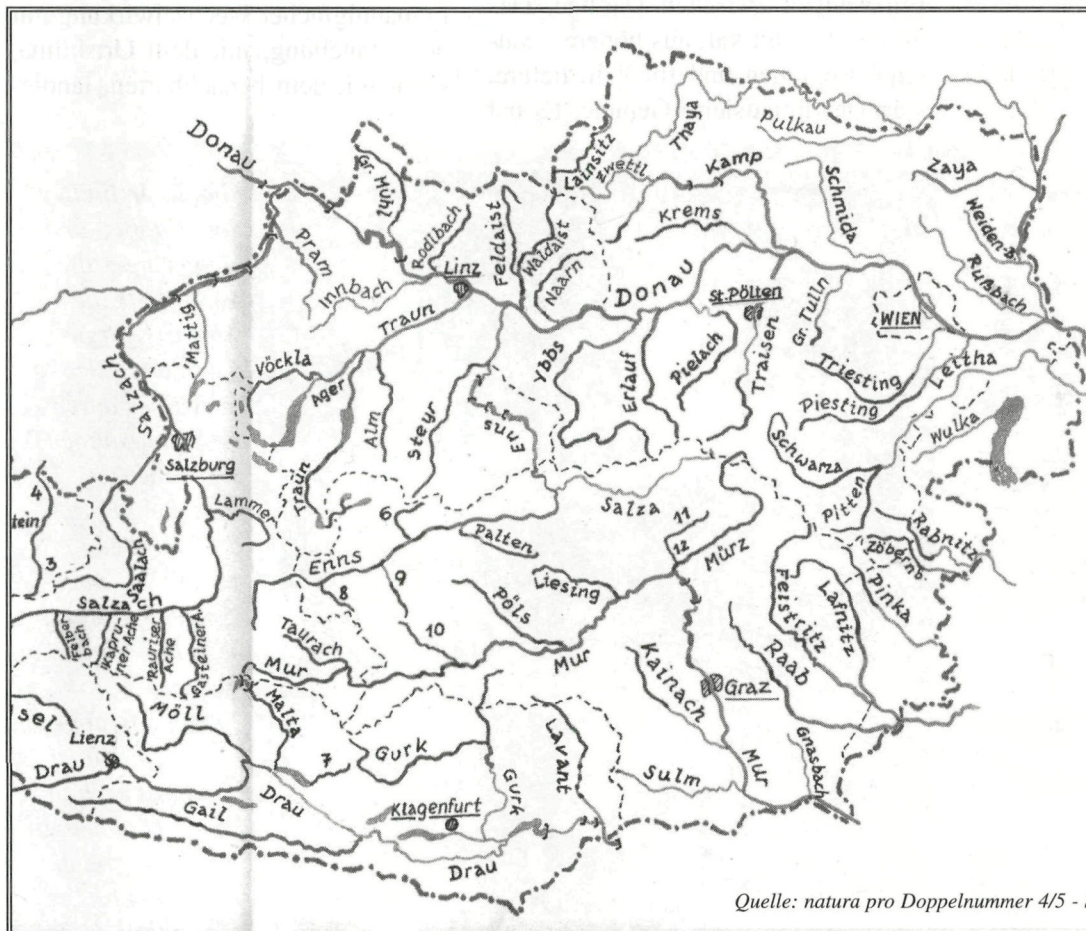 Donau
Gr. Mühl
Rodlbach
Linz
Feldaist
Waldaist
Naarn
Lainsitz
Zwettl
Thaya
Pulkau
Kamp
Krems
Schmida
Zaya
Weiden-B.
Rußbach
Pram
Innbach
Traun
Donau
St. Pölten
Gr. Tulln
WIEN
Mattig
Salzach
Vöckla
Ager
Alm
Steyr
Enns
Ybbs
Erlauf
Pielach
Traisen
Triesting
Piesting
Leitha
Wulka
Salzburg
Schwarza
Pitten
Rabnitz
Zöbernb.
Pinka
4
tein
3
Lammer
Traun
6
Salza
11
12
Mürz
Saalach
Salzach
Enns
Palten
Liesing
9
8
10
Pöls
Feistritz
Lafnitz
Kapru-
ner Ache
Rauriser
Ache
Gasteiner A.
Taurach
Mur
Mur
Kainach
Graz
Raab
sel
Möll
Malta
7
Gurk
Lavant
Lienz
Drau
Gail
Drau
Klagenfurt
Gurk
Sulm
Mur
Gnasbach
Drau
Quelle: natura pro Doppelnummer 4/5 -